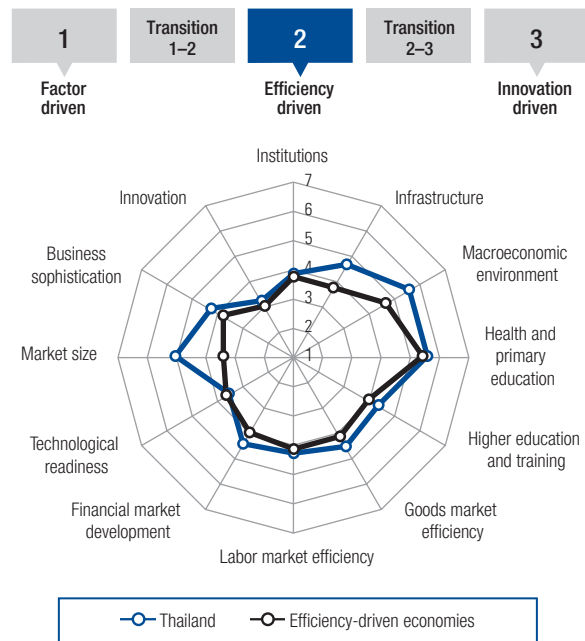 1
Transition
1–2
2
Transition
2–3
3
Factor
driven
Efficiency
driven
Innovation
driven
Institutions
7
6
5
4
3
2
1
Infrastructure
Macroeconomic
environment
Health and
primary
education
Higher education
and training
Goods market
efficiency
Labor market efficiency
Financial market
development
Technological
readiness
Market size
Business
sophistication
Innovation
Thailand
Efficiency-driven economies